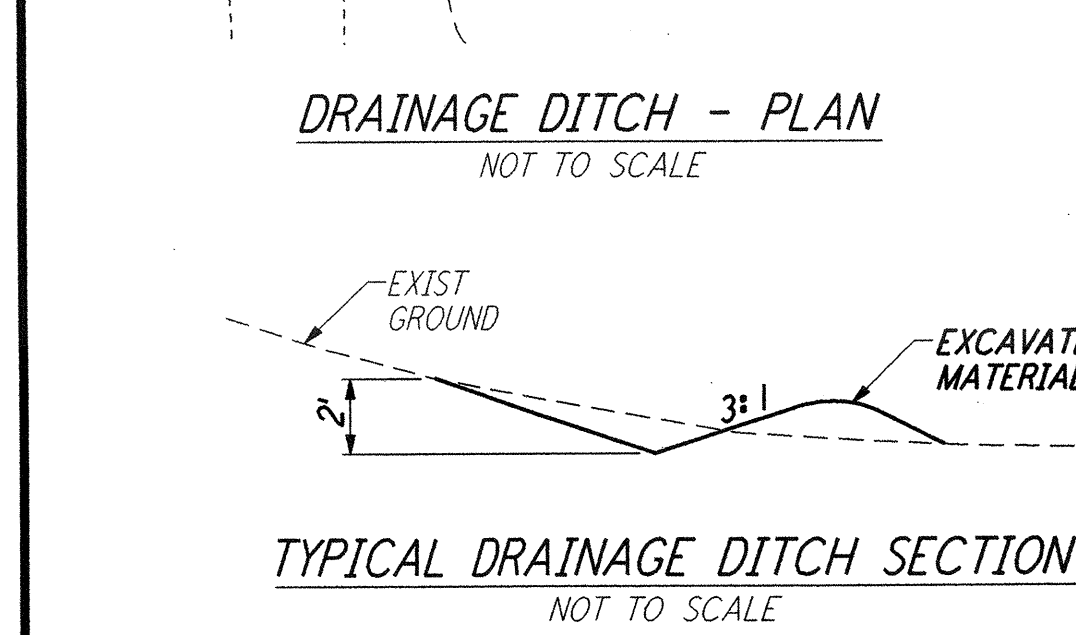 DRAINAGE DITCH - PLAN
NOT TO SCALE
EXIST
GROUND
2'
3:1
TYPICAL DRAINAGE DITCH SECTION
NOT TO SCALE